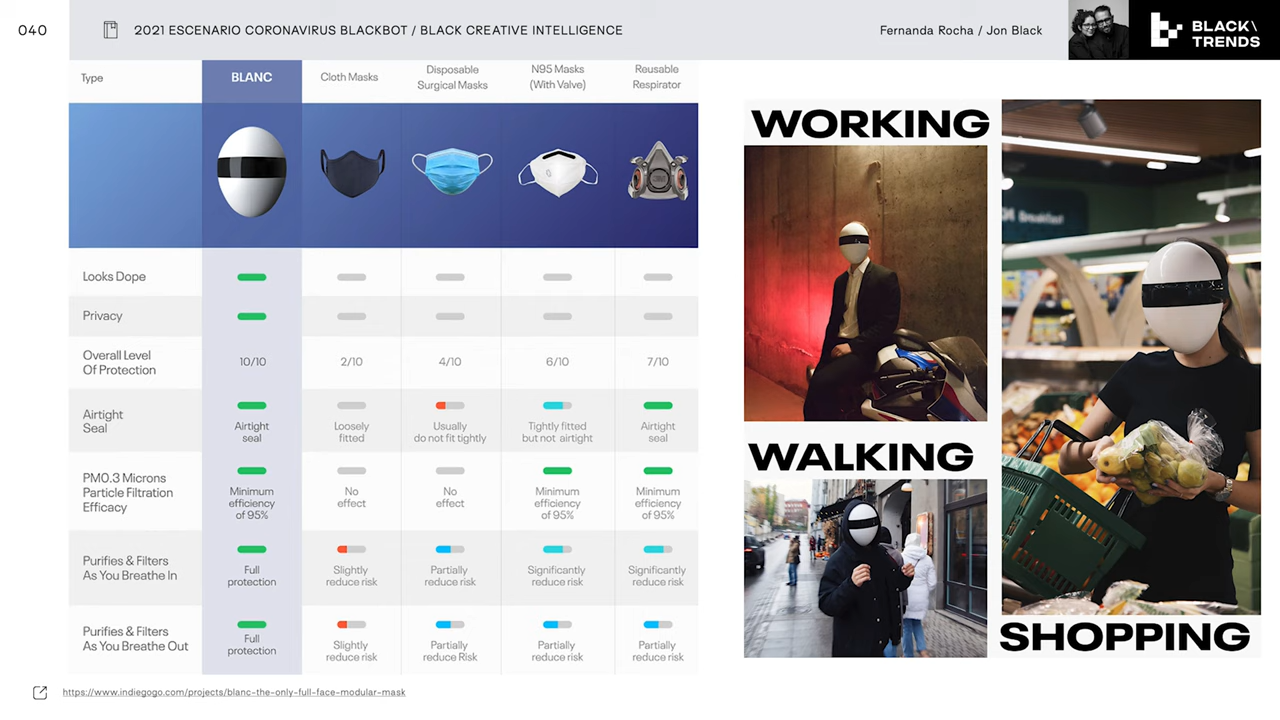 040
2021 ESCENARIO CORONAVIRUS BLACKBOT / BLACK CREATIVE INTELLIGENCE
Fernanda Rocha / Jon Black
BLACK\
TRENDS
Type
BLANC
Cloth Masks
Disposable
Surgical Masks
N95 Masks
(With Valve)
Reusable
Respirator
Looks Dope
Privacy
Overall Level
Of Protection
10/10
2/10
4/10
6/10
7/10
Airtight
Seal
Airtight
seal
Loosely
fitted
Usually
do not fit tightly
Tightly fitted
but not airtight
Airtight
seal
PM0.3 Microns
Particle Filtration
Efficacy
Minimum
efficiency
of 95%
No
effect
No
effect
Minimum
efficiency
of 95%
Minimum
efficiency
of 95%
Purifies & Filters
As You Breathe In
Full
protection
Slightly
reduce risk
Partially
reduce risk
Significantly
reduce risk
Significantly
reduce risk
Purifies & Filters
As You Breathe Out
Full
protection
Slightly
reduce risk
Partially
reduce Risk
Partially
reduce risk
Partially
reduce risk
WORKING
WALKING
Breakfast
SHOPPING
https://www.indiegogo.com/projects/blanc-the-only-full-face-modular-mask